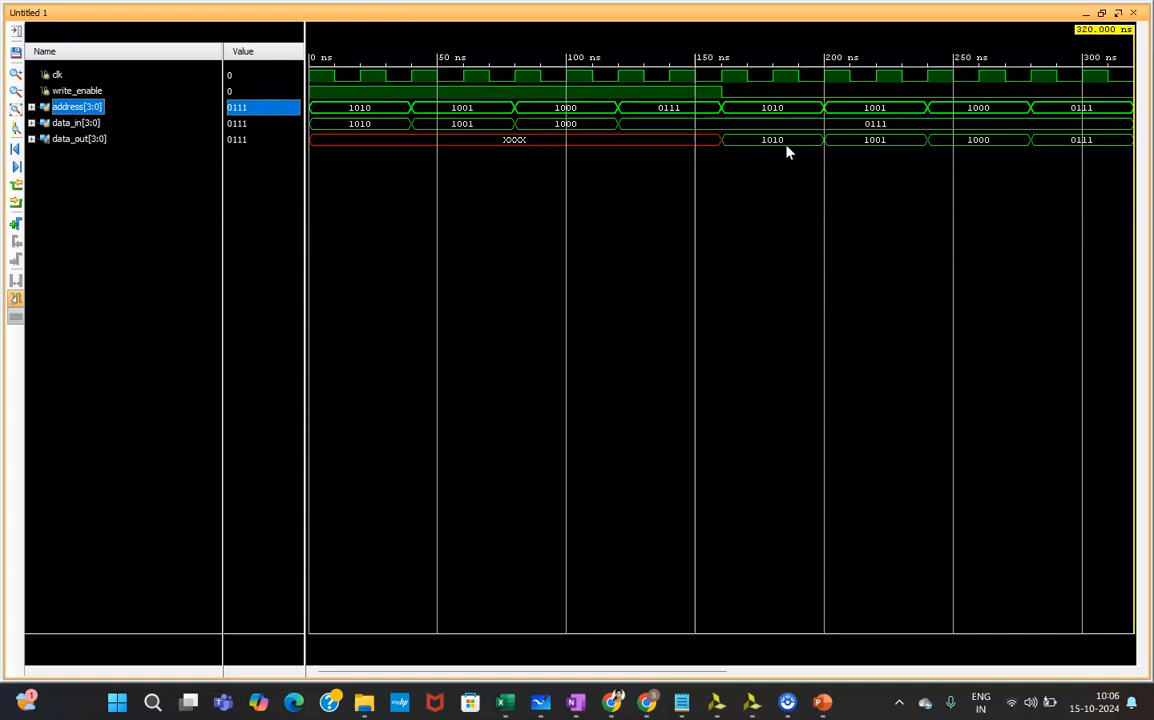 Untitled 1
320.000 ns
Name Value
0 ns 50 ns 100 ns 150 ns 200 ns 250 ns 300 ns
clk 0
write_enable 0
address[3:0] 0111 1010 1001 1000 0111 1010 1001 1000 0111
data_in[3:0] 0111 1010 1001 1000 0111
data_out[3:0] 0111 XXXX 1010 1001 1000 0111
1 ENG 10:06
IN 15-10-2024